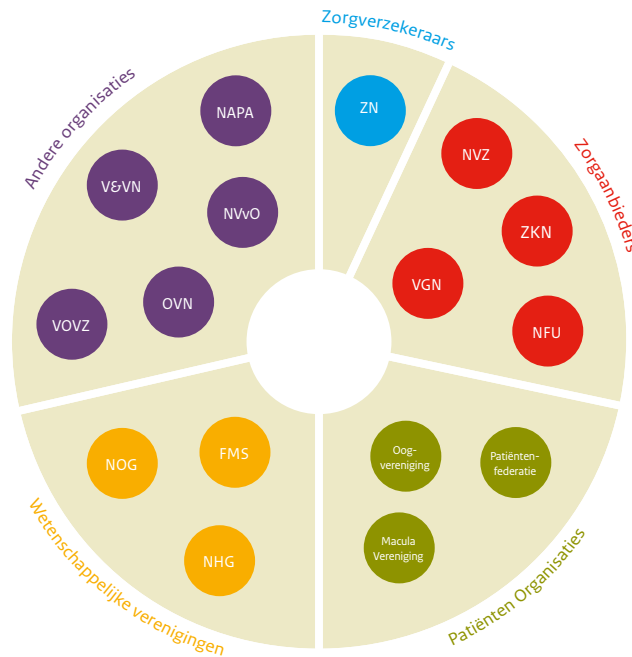 Zorgverzekeraars
ZN
Zorgaanbieders
NVZ
ZKN
VGN
NFU
Patiënten Organisaties
Oog-
vereniging
Patiënten-
federatie
Macula
Vereniging
Wetenschappelijke verenigingen
NOG
FMS
NHG
Andere organisaties
NAPA
V&VN
NVvO
OVN
VOVZ